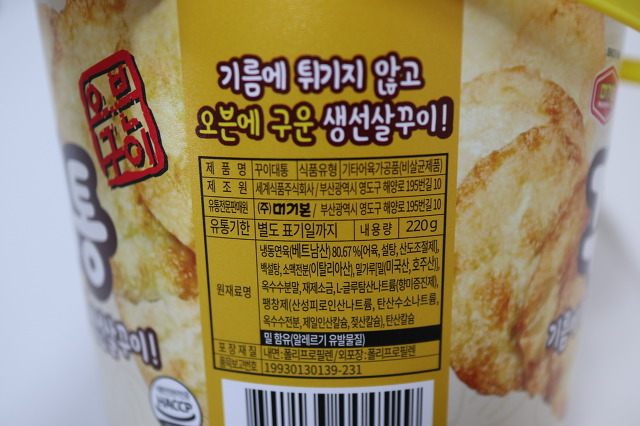 기름에 튀기지 않고
오븐에 구운 생선살꾸이!
제 품 명 꾸이대통 식품유형 기타어육가공품(비살균제품)
제 조 원 세계식품주식회사 / 부산광역시 영도구 해양로 195번길 10
유통전문판매원 (주)미기본 / 부산광역시 영도구 해양로 195번길 10
유통기한 별도 표기일까지 내용량 220g
원재료명
냉동연육(베트남산) 80.67%[어육, 설탕, 산도조절제],
백설탕, 소맥전분(이탈리아산), 밀가루[밀(미국산, 호주산)],
옥수수분말, 재제소금, L-글루탐산나트륨(향미증진제),
팽창제(산성피로인산나트륨, 탄산수소나트륨,
옥수수전분, 제일인산칼슘, 젖산칼슘), 탄산칼슘
밀 함유(알레르기 유발물질)
포 장 재 질 내면:폴리프로필렌/외포장:폴리프로필렌
품목보고번호 19930130139-231
통
살꾸이!
HACCP